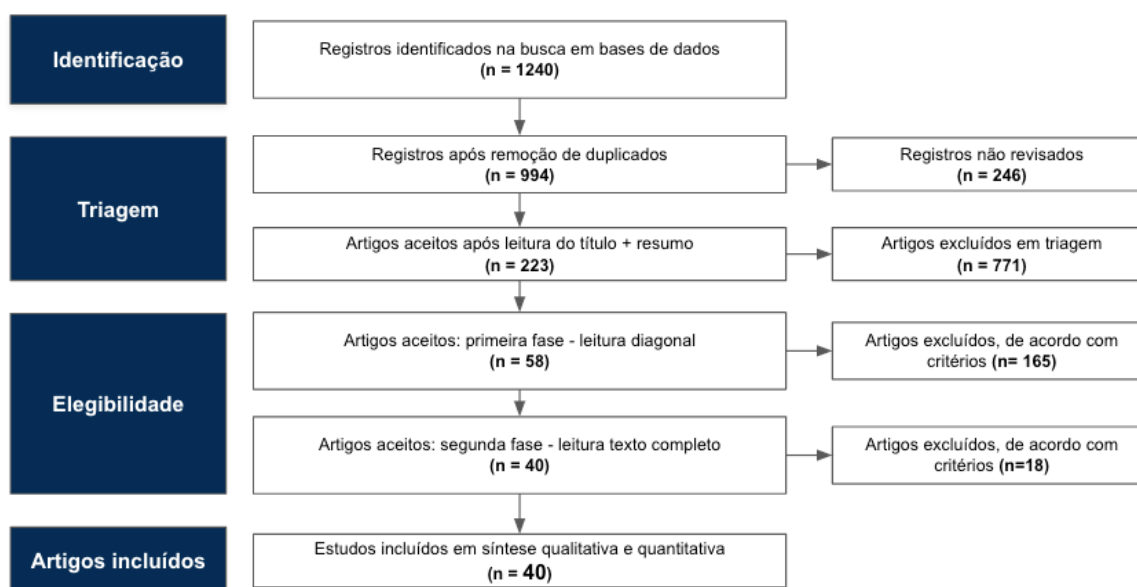 Identificação
Registros identificados na busca em bases de dados
(n = 1240)
Triagem
Registros após remoção de duplicados
(n = 994)
Registros não revisados
(n = 246)
Artigos aceitos após leitura do título + resumo
(n = 223)
Artigos excluídos em triagem
(n = 771)
Elegibilidade
Artigos aceitos: primeira fase - leitura diagonal
(n = 58)
Artigos excluídos, de acordo com
critérios (n= 165)
Artigos aceitos: segunda fase - leitura texto completo
(n = 40)
Artigos excluídos, de acordo com
critérios (n=18)
Artigos incluídos
Estudos incluídos em síntese qualitativa e quantitativa
(n = 40)